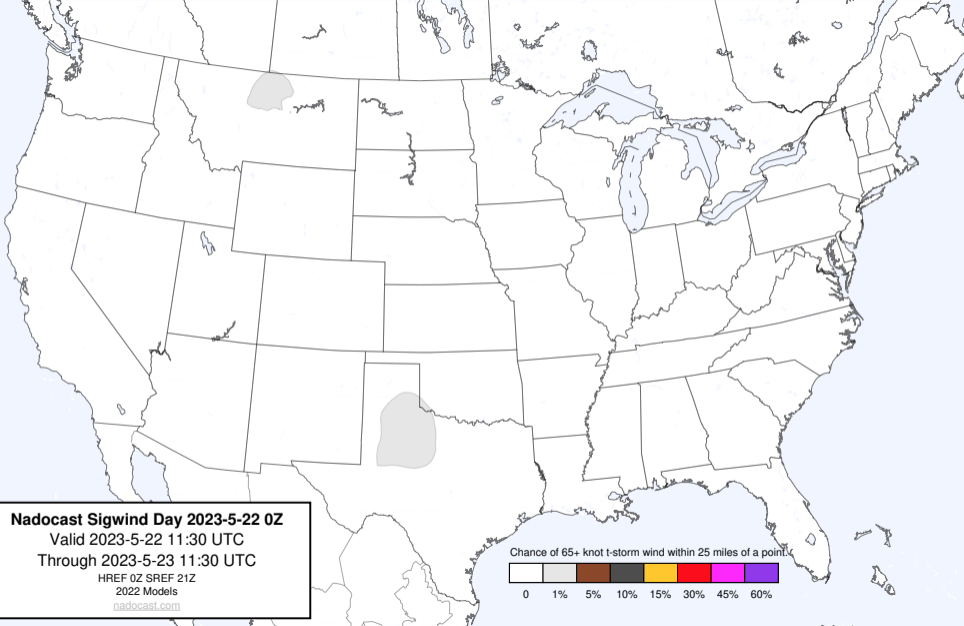 Nadocast Sigwind Day 2023-5-22 0Z
Valid 2023-5-22 11:30 UTC
Through 2023-5-23 11:30 UTC
HREF 0Z SREF 21Z
2022 Models
nadocast.com
Chance of 65+ knot t-storm wind within 25 miles of a point.
0 1% 5% 10% 15% 30% 45% 60%